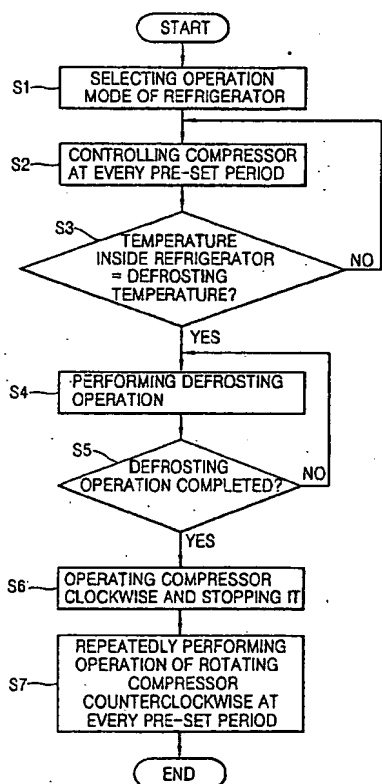 START
S1
SELECTING OPERATION
MODE OF REFRIGERATOR
S2
CONTROLLING COMPRESSOR
AT EVERY PRE-SET PERIOD
S3
TEMPERATURE
INSIDE REFRIGERATOR
= DEFROSTING
TEMPERATURE?
NO
YES
S4
PERFORMING DEFROSTING
OPERATION
S5
DEFROSTING
OPERATION COMPLETED?
NO
YES
S6
OPERATING COMPRESSOR
CLOCKWISE AND STOPPING IT
S7
REPEATEDLY PERFORMING
OPERATION OF ROTATING
COMPRESSOR
COUNTERCLOCKWISE AT
EVERY PRE-SET PERIOD
END